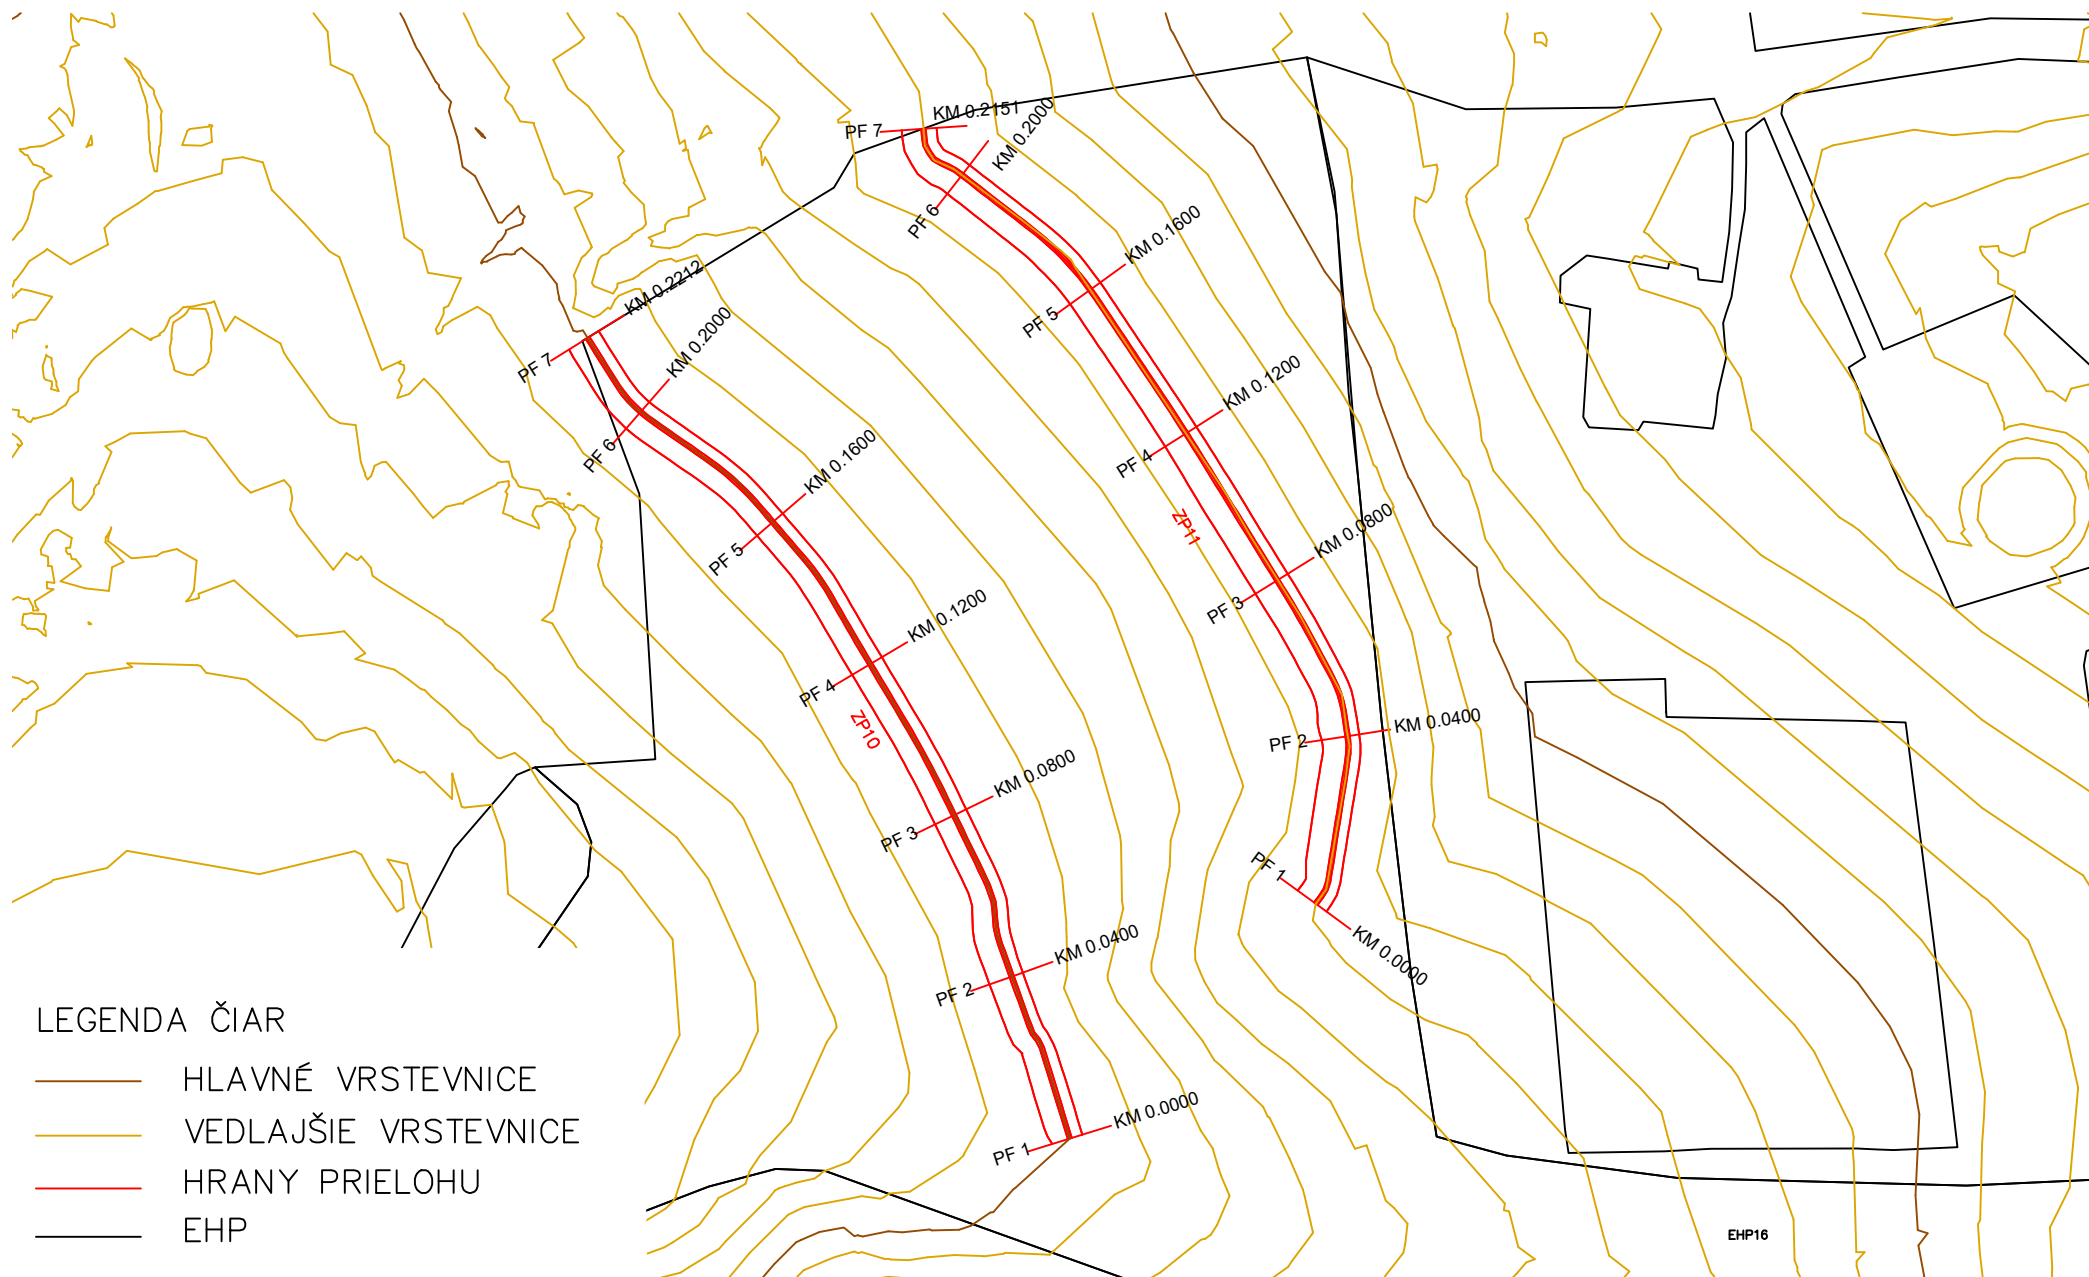 KM 0.2151
PF 7
KM 0.2000
PF 6
KM 0.1600
PF 5
KM 0.1200
PF 4
ZP11
KM 0.0800
PF 3
KM 0.0400
PF 2
PF 1
KM 0.0000
KM 0.2212
PF 7
KM 0.2000
PF 6
KM 0.1600
PF 5
KM 0.1200
PF 4
ZP10
KM 0.0800
PF 3
KM 0.0400
PF 2
KM 0.0000
PF 1
LEGENDA ČIAR
HLAVNÉ VRSTEVNICE
VEDLAJŠIE VRSTEVNICE
HRANY PRIELOHU
EHP
EHP16